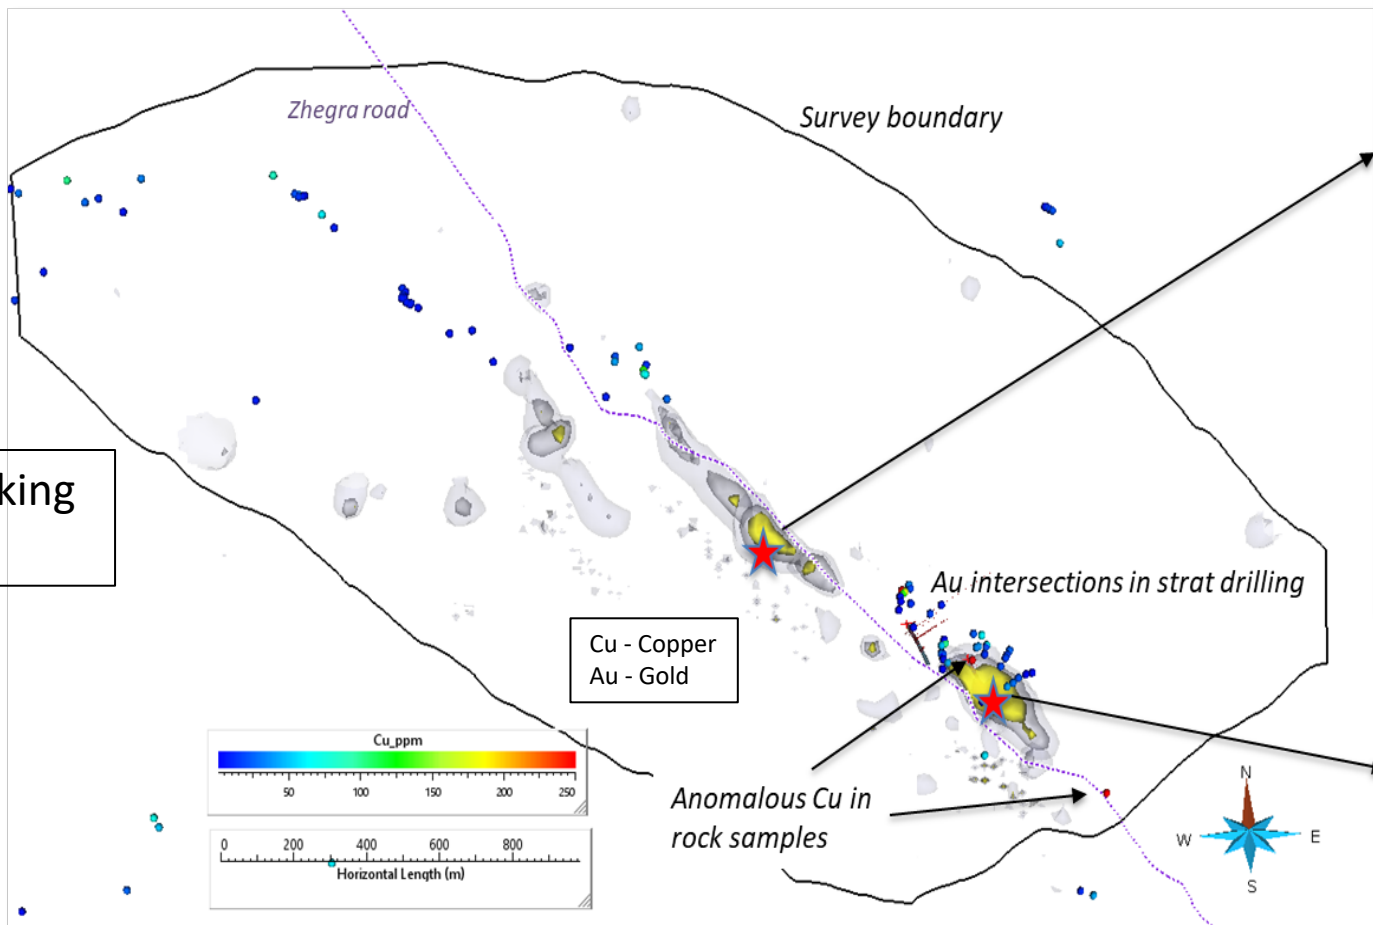 Zhegra road
Survey boundary
king
Au intersections in strat drilling
Cu - Copper
Au - Gold
Cu_ppm
50 100 150 200 250
0 200 400 600 800
Horizontal Length (m)
Anomalous Cu in
rock samples
N
W E
S